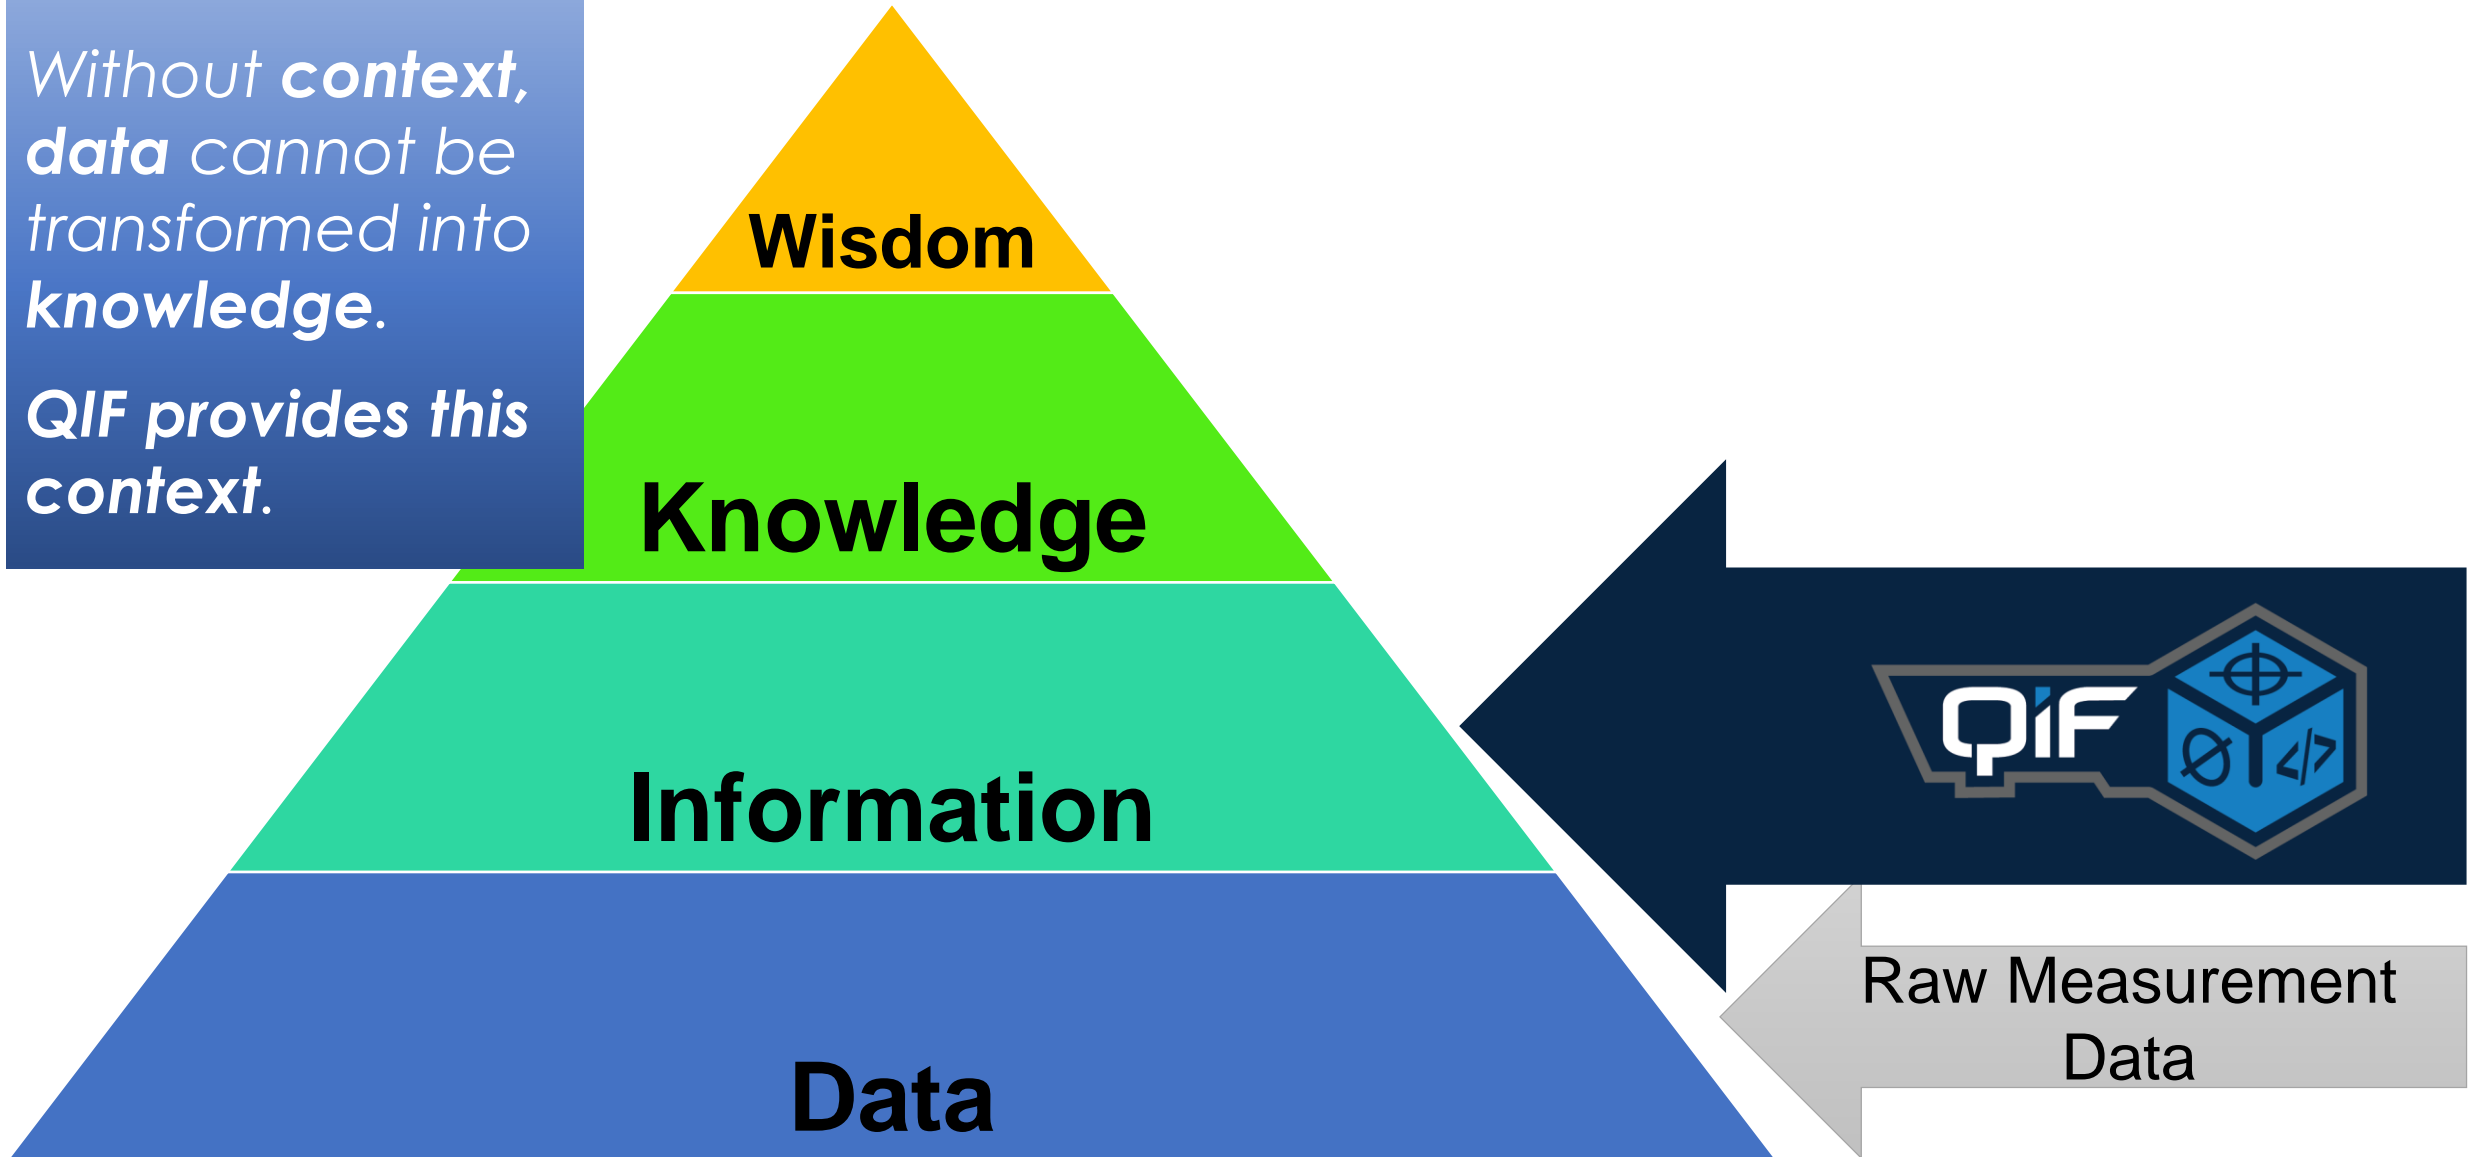 Without context,
data cannot be
transformed into
knowledge.
QIF provides this
context.
Wisdom
Knowledge
Information
Data
QiF
Ø
</>
Raw Measurement
Data